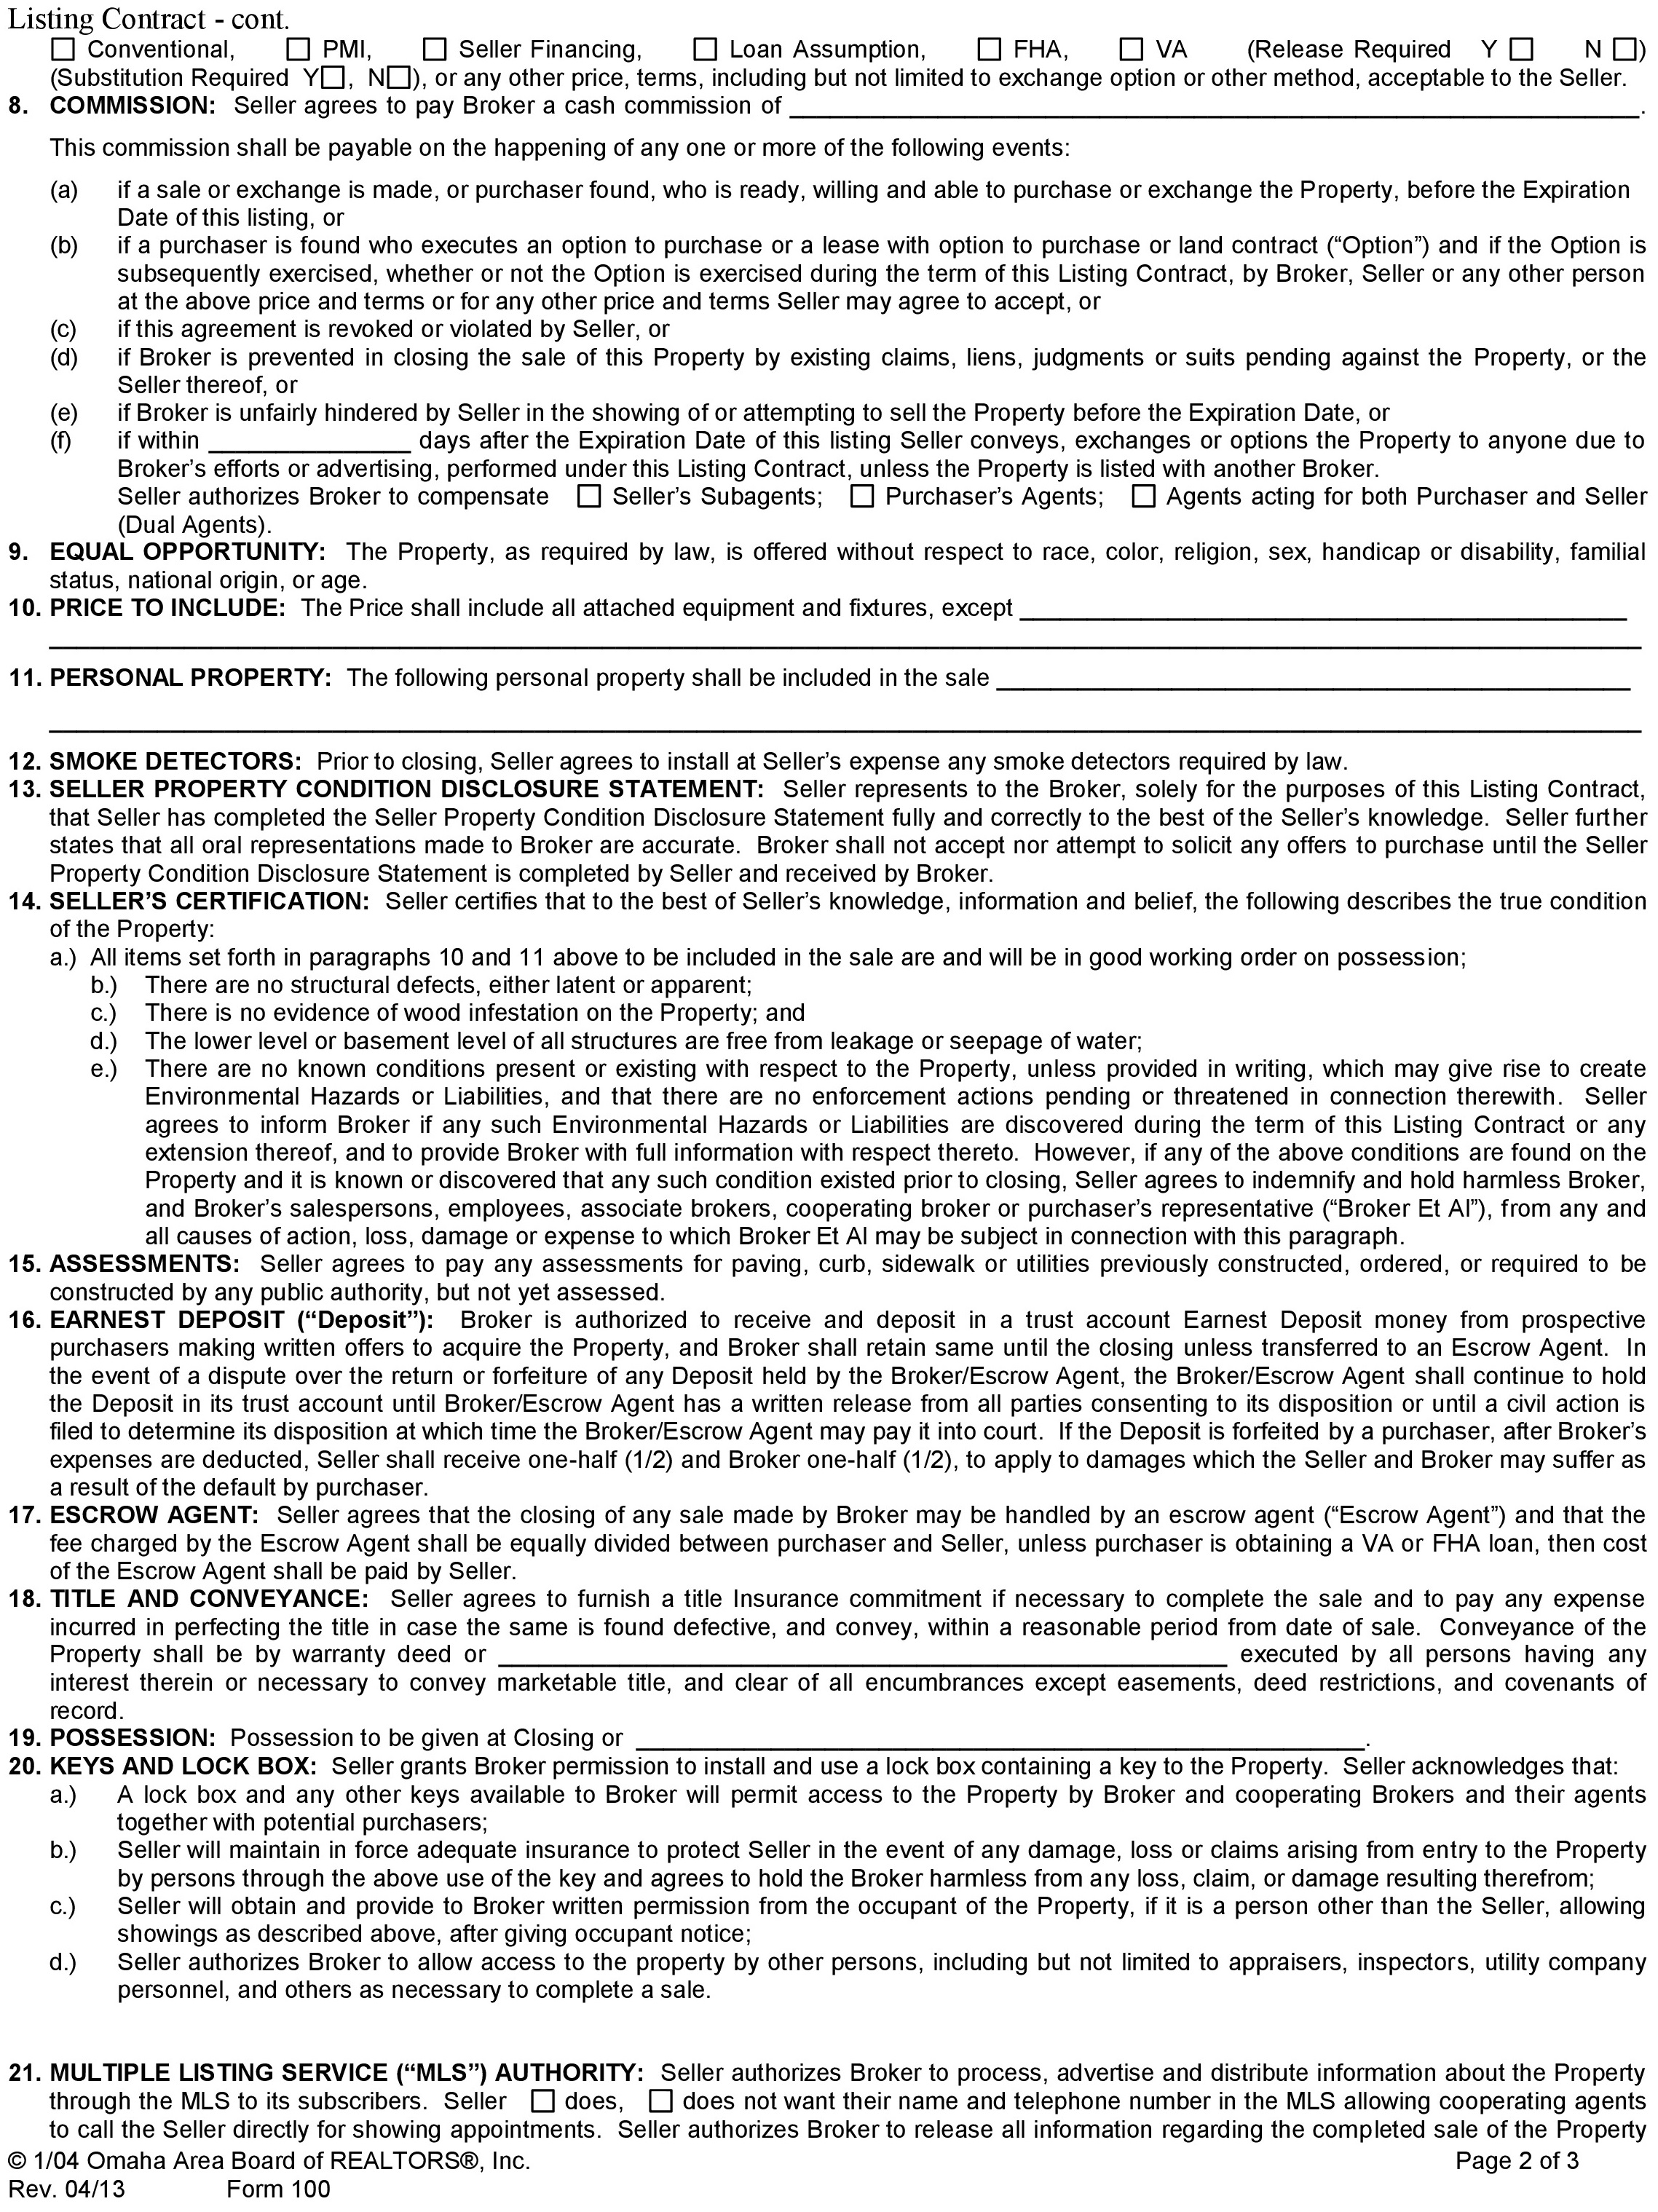 Listing Contract - cont.
☐ Conventional, ☐ PMI, ☐ Seller Financing, ☐ Loan Assumption, ☐ FHA, ☐ VA (Release Required Y ☐ N ☐)
(Substitution Required Y☐, N☐), or any other price, terms, including but not limited to exchange option or other method, acceptable to the Seller.
8. COMMISSION: Seller agrees to pay Broker a cash commission of ____________________.
This commission shall be payable on the happening of any one or more of the following events:
(a) if a sale or exchange is made, or purchaser found, who is ready, willing and able to purchase or exchange the Property, before the Expiration
Date of this listing, or
(b) if a purchaser is found who executes an option to purchase or a lease with option to purchase or land contract (“Option”) and if the Option is
subsequently exercised, whether or not the Option is exercised during the term of this Listing Contract, by Broker, Seller or any other person
at the above price and terms or for any other price and terms Seller may agree to accept, or
(c) if this agreement is revoked or violated by Seller, or
(d) if Broker is prevented in closing the sale of this Property by existing claims, liens, judgments or suits pending against the Property, or the
Seller thereof, or
(e) if Broker is unfairly hindered by Seller in the showing of or attempting to sell the Property before the Expiration Date, or
(f) if within _______________ days after the Expiration Date of this listing Seller conveys, exchanges or options the Property to anyone due to
Broker’s efforts or advertising, performed under this Listing Contract, unless the Property is listed with another Broker.
Seller authorizes Broker to compensate ☐ Seller’s Subagents; ☐ Purchaser’s Agents; ☐ Agents acting for both Purchaser and Seller
(Dual Agents).
9. EQUAL OPPORTUNITY: The Property, as required by law, is offered without respect to race, color, religion, sex, handicap or disability, familial
status, national origin, or age.
10. PRICE TO INCLUDE: The Price shall include all attached equipment and fixtures, except ____________________
____________________
11. PERSONAL PROPERTY: The following personal property shall be included in the sale ____________________
____________________
12. SMOKE DETECTORS: Prior to closing, Seller agrees to install at Seller’s expense any smoke detectors required by law.
13. SELLER PROPERTY CONDITION DISCLOSURE STATEMENT: Seller represents to the Broker, solely for the purposes of this Listing Contract,
that Seller has completed the Seller Property Condition Disclosure Statement fully and correctly to the best of the Seller’s knowledge. Seller further
states that all oral representations made to Broker are accurate. Broker shall not accept nor attempt to solicit any offers to purchase until the Seller
Property Condition Disclosure Statement is completed by Seller and received by Broker.
14. SELLER’S CERTIFICATION: Seller certifies that to the best of Seller’s knowledge, information and belief, the following describes the true condition
of the Property:
a.) All items set forth in paragraphs 10 and 11 above to be included in the sale are and will be in good working order on possession;
b.) There are no structural defects, either latent or apparent;
c.) There is no evidence of wood infestation on the Property; and
d.) The lower level or basement level of all structures are free from leakage or seepage of water;
e.) There are no known conditions present or existing with respect to the Property, unless provided in writing, which may give rise to create
Environmental Hazards or Liabilities, and that there are no enforcement actions pending or threatened in connection therewith. Seller
agrees to inform Broker if any such Environmental Hazards or Liabilities are discovered during the term of this Listing Contract or any
extension thereof, and to provide Broker with full information with respect thereto. However, if any of the above conditions are found on the
Property and it is known or discovered that any such condition existed prior to closing, Seller agrees to indemnify and hold harmless Broker,
and Broker’s salespersons, employees, associate brokers, cooperating broker or purchaser’s representative (“Broker Et Al”), from any and
all causes of action, loss, damage or expense to which Broker Et Al may be subject in connection with this paragraph.
15. ASSESSMENTS: Seller agrees to pay any assessments for paving, curb, sidewalk or utilities previously constructed, ordered, or required to be
constructed by any public authority, but not yet assessed.
16. EARNEST DEPOSIT (“Deposit”): Broker is authorized to receive and deposit in a trust account Earnest Deposit money from prospective
purchasers making written offers to acquire the Property, and Broker shall retain same until the closing unless transferred to an Escrow Agent. In
the event of a dispute over the return or forfeiture of any Deposit held by the Broker/Escrow Agent, the Broker/Escrow Agent shall continue to hold
the Deposit in its trust account until Broker/Escrow Agent has a written release from all parties consenting to its disposition or until a civil action is
filed to determine its disposition at which time the Broker/Escrow Agent may pay it into court. If the Deposit is forfeited by a purchaser, after Broker’s
expenses are deducted, Seller shall receive one-half (1/2) and Broker one-half (1/2), to apply to damages which the Seller and Broker may suffer as
a result of the default by purchaser.
17. ESCROW AGENT: Seller agrees that the closing of any sale made by Broker may be handled by an escrow agent (“Escrow Agent”) and that the
fee charged by the Escrow Agent shall be equally divided between purchaser and Seller, unless purchaser is obtaining a VA or FHA loan, then cost
of the Escrow Agent shall be paid by Seller.
18. TITLE AND CONVEYANCE: Seller agrees to furnish a title Insurance commitment if necessary to complete the sale and to pay any expense
incurred in perfecting the title in case the same is found defective, and convey, within a reasonable period from date of sale. Conveyance of the
Property shall be by warranty deed or ____________________ executed by all persons having any
interest therein or necessary to convey marketable title, and clear of all encumbrances except easements, deed restrictions, and covenants of
record.
19. POSSESSION: Possession to be given at Closing or ____________________.
20. KEYS AND LOCK BOX: Seller grants Broker permission to install and use a lock box containing a key to the Property. Seller acknowledges that:
a.) A lock box and any other keys available to Broker will permit access to the Property by Broker and cooperating Brokers and their agents
together with potential purchasers;
b.) Seller will maintain in force adequate insurance to protect Seller in the event of any damage, loss or claims arising from entry to the Property
by persons through the above use of the key and agrees to hold the Broker harmless from any loss, claim, or damage resulting therefrom;
c.) Seller will obtain and provide to Broker written permission from the occupant of the Property, if it is a person other than the Seller, allowing
showings as described above, after giving occupant notice;
d.) Seller authorizes Broker to allow access to the property by other persons, including but not limited to appraisers, inspectors, utility company
personnel, and others as necessary to complete a sale.
21. MULTIPLE LISTING SERVICE (“MLS”) AUTHORITY: Seller authorizes Broker to process, advertise and distribute information about the Property
through the MLS to its subscribers. Seller ☐ does, ☐ does not want their name and telephone number in the MLS allowing cooperating agents
to call the Seller directly for showing appointments. Seller authorizes Broker to release all information regarding the completed sale of the Property
© 1/04 Omaha Area Board of REALTORS®, Inc. Page 2 of 3
Rev. 04/13 Form 100